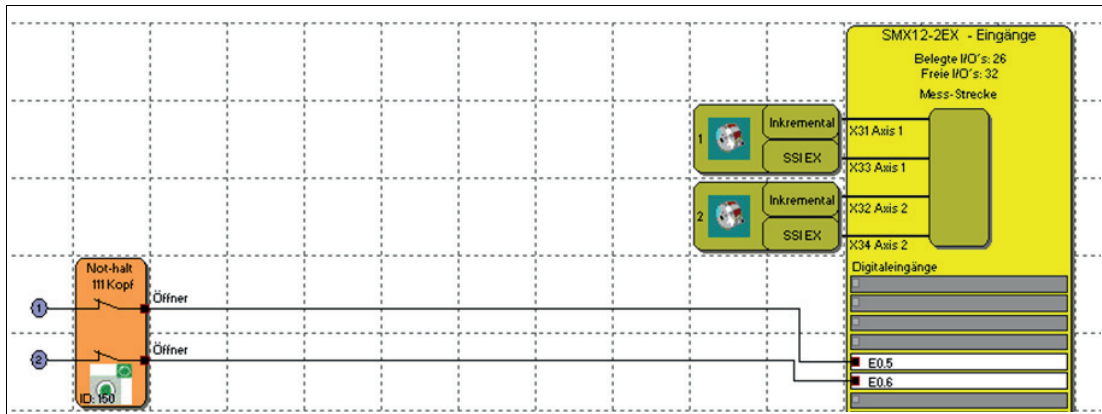 SMX12-2EX - Eingänge
Belegte I/O´s: 26
Freie I/O´s: 32
Mess-Strecke
1
Inkremental
X31 Axis 1
SSI EX
X33 Axis 1
2
Inkremental
X32 Axis 2
SSI EX
X34 Axis 2
Digitaleingänge
Not-halt
111 Kopf
1
Öffner
2
Öffner
ID: 150
E0.5
E0.6